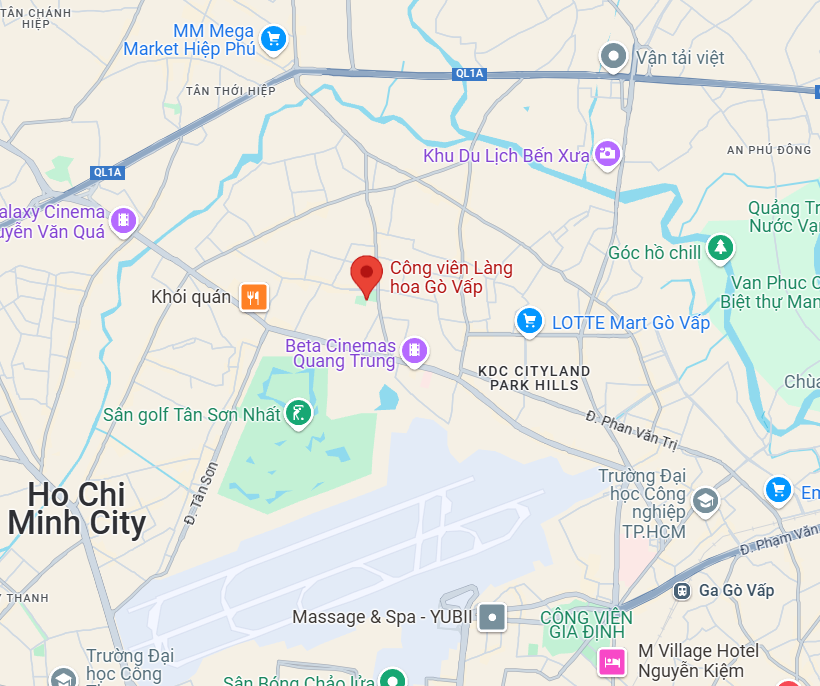 TÂN CHÁNH
HIỆP
MM Mega
Market Hiệp Phú
Vận tải việt
QL1A
TÂN THỚI HIỆP
Khu Du Lịch Bến Xưa
AN PHÚ ĐÔNG
QL1A
alaxy Cinema
uyễn Văn Quá
Quảng Tr
Nước Vạ
Góc hồ chill
Công viên Làng
hoa Gò Vấp
Khói quán
Van Phuc
Biệt thự
LOTTE Mart Gò Vấp
Beta Cinemas
Quang Trung
KDC CITYLAND
PARK HILLS
Chùa
Sân golf Tân Sơn Nhất
Đ. Phan Văn Trị
Đ. Tân Sơn
Ho Chi
Minh City
Trường Đại
học Công
nghiệp
TP.HCM
Em
Đ. Phạm Văn
THANH
Ga Gò Vấp
Massage & Spa - YUBII
CÔNG VIÊN
GIA ĐỊNH
M Village Hotel
Nguyễn Kiệm
Trường Đại
học Công
Sân Bóng Chảo lửa